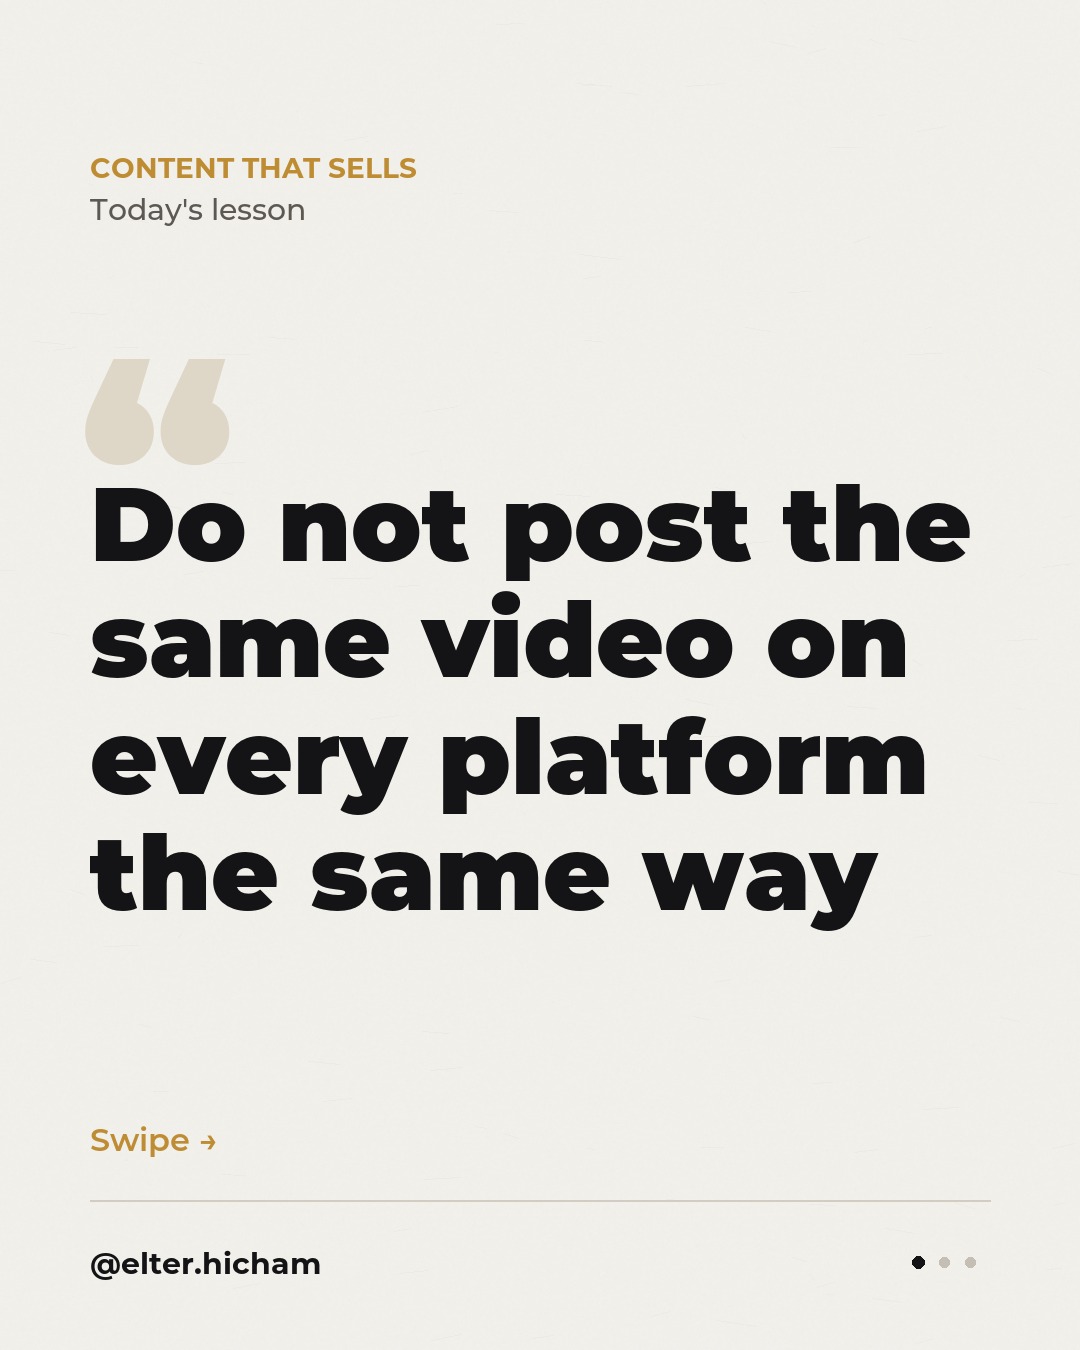 CONTENT THAT SELLS
Today's lesson
“
Do not post the
same video on
every platform
the same way
Swipe →
@elter.hicham